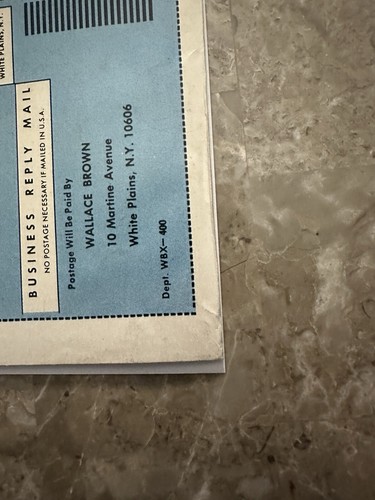 WHITE PLAINS, N.Y.
BUSINESS REPLY MAIL
NO POSTAGE NECESSARY IF MAILED IN U.S.A.
Postage Will Be Paid By
WALLACE BROWN
10 Martine Avenue
White Plains, N.Y. 10606
Dept. WBX—400